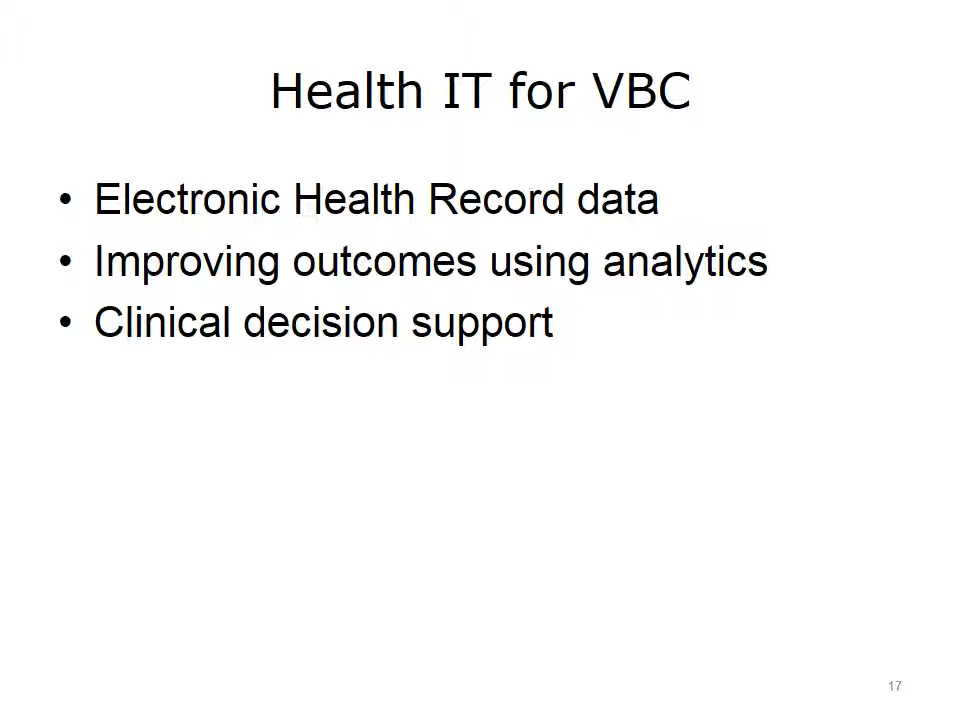 Health IT for VBC
• Electronic Health Record data
• Improving outcomes using analytics
• Clinical decision support
17